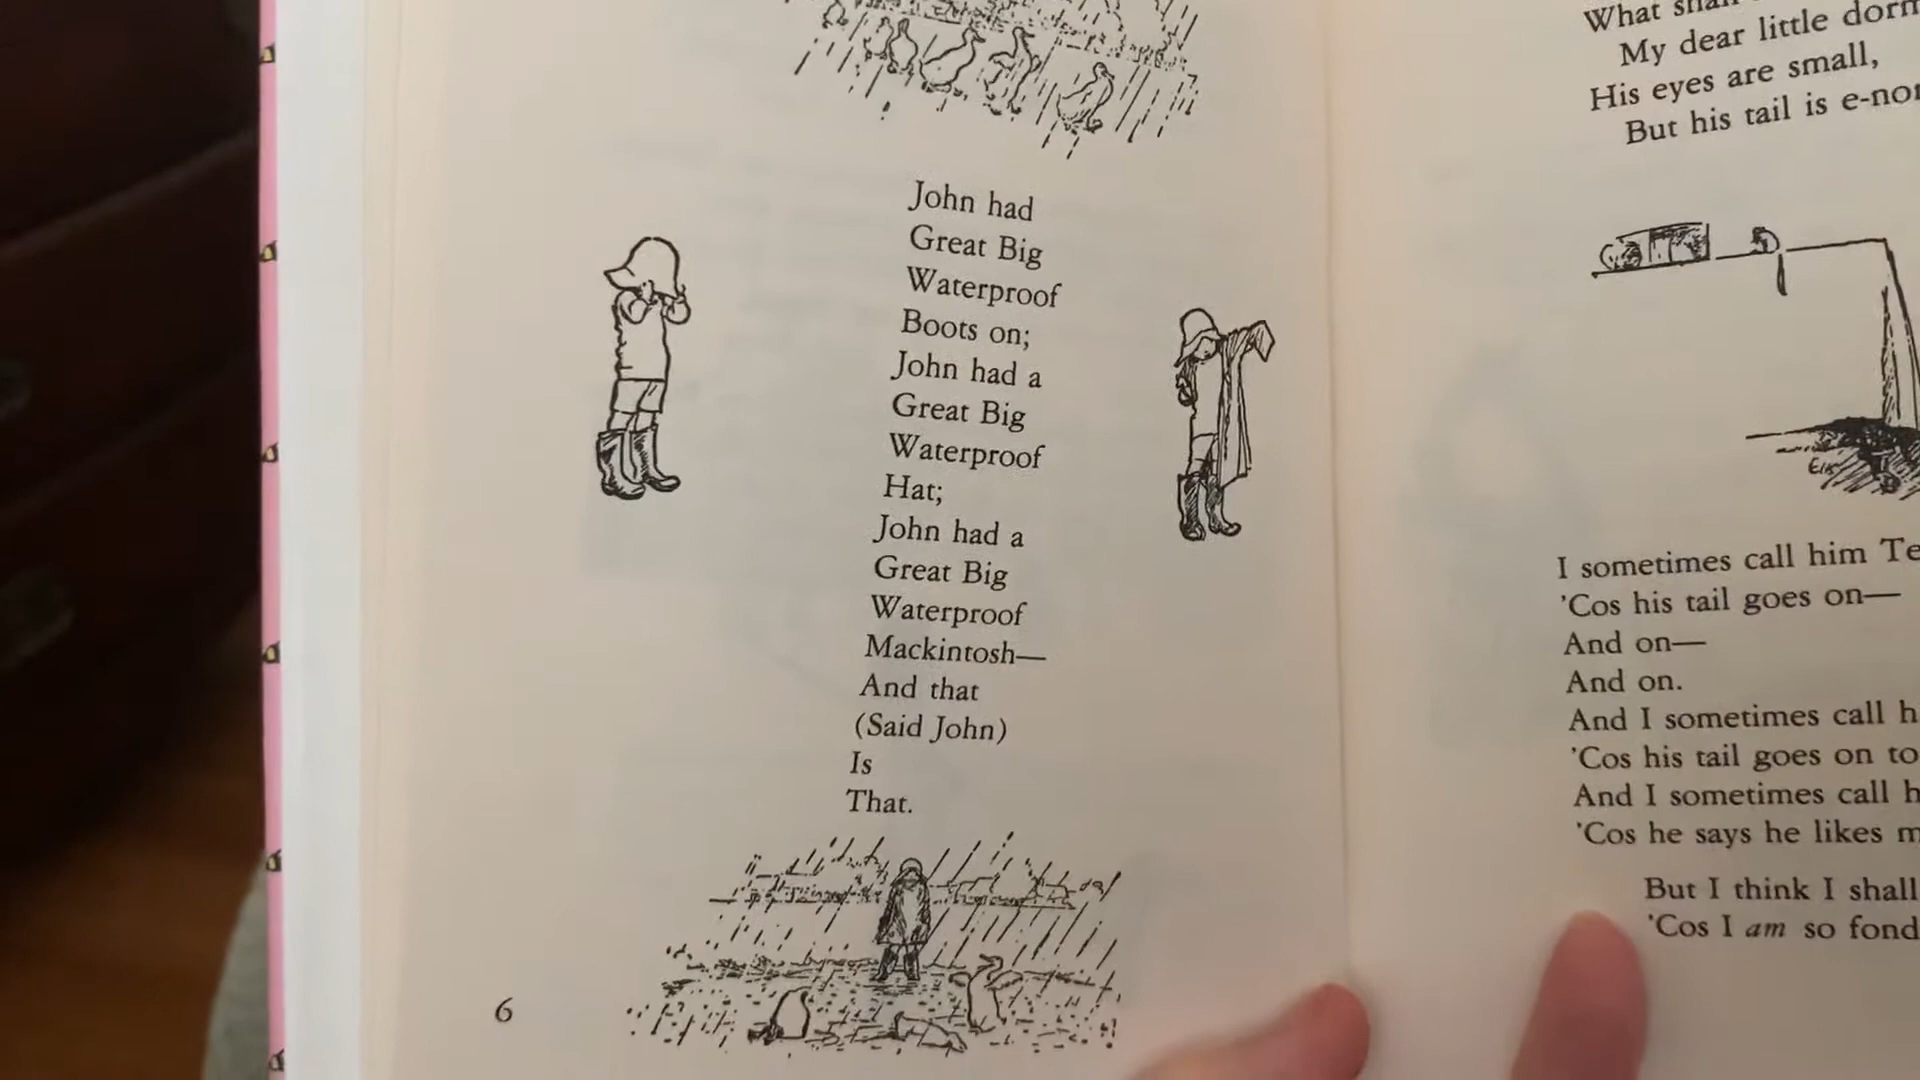 John had
Great Big
Waterproof
Boots on;
John had a
Great Big
Waterproof
Hat;
John had a
Great Big
Waterproof
Mackintosh—
And that
(Said John)
Is
That.
6
What
My dear little
His eyes are small,
But his tail is
I sometimes call him
'Cos his tail goes on—
And on—
And on.
And I sometimes call
'Cos his tail goes on
And I sometimes call
'Cos he says he likes
But I think I shall
'Cos I am so fond